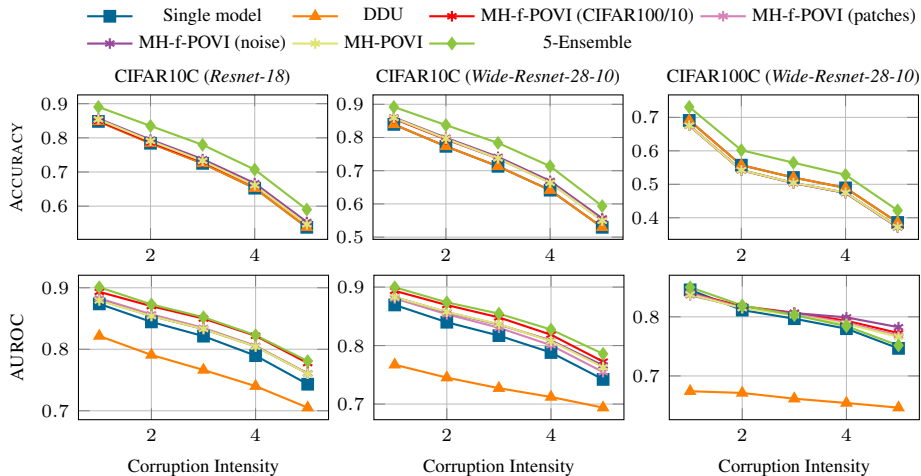 Single model DDU MH-f-POVI (CIFAR100/10) MH-f-POVI (patches)
MH-f-POVI (noise) MH-POVI 5-Ensemble
CIFAR10C (Resnet-18) CIFAR10C (Wide-Resnet-28-10) CIFAR100C (Wide-Resnet-28-10)
ACCURACY
0.9 0.8 0.7 0.6
2 4
0.9 0.8 0.7 0.6 0.5
2 4
0.7 0.6 0.5 0.4
2 4
AUROC
0.9 0.8 0.7
2 4
0.9 0.8 0.7
2 4
0.8 0.7
2 4
Corruption Intensity Corruption Intensity Corruption Intensity